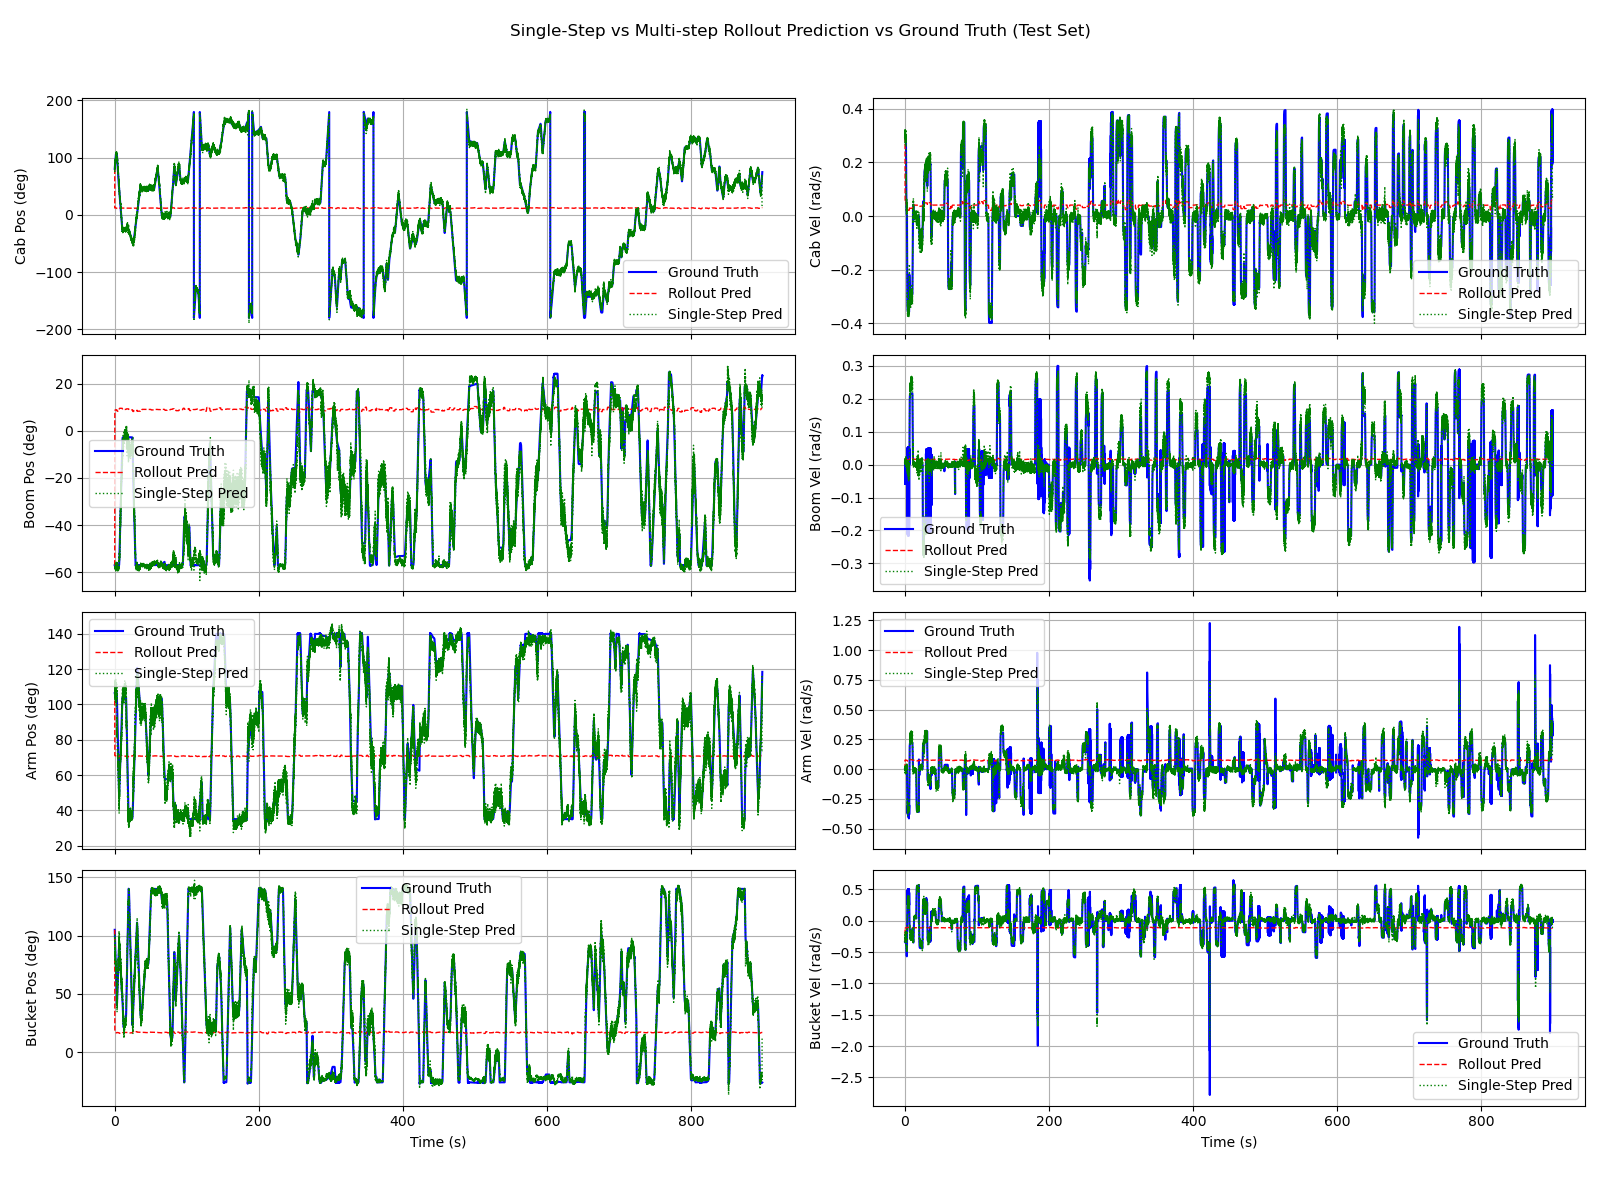 Single-Step vs Multi-step Rollout Prediction vs Ground Truth (Test Set)
200
100
0
−100
−200
Cab Pos (deg)
Ground Truth
Rollout Pred
Single-Step Pred
0.4
0.2
0.0
−0.2
−0.4
Cab Vel (rad/s)
Ground Truth
Rollout Pred
Single-Step Pred
20
0
−20
−40
−60
Boom Pos (deg)
Ground Truth
Rollout Pred
Single-Step Pred
0.3
0.2
0.1
0.0
−0.1
−0.2
−0.3
Boom Vel (rad/s)
Ground Truth
Rollout Pred
Single-Step Pred
140
120
100
80
60
40
20
Arm Pos (deg)
Ground Truth
Rollout Pred
Single-Step Pred
1.25
1.00
0.75
0.50
0.25
0.00
−0.25
−0.50
Arm Vel (rad/s)
Ground Truth
Rollout Pred
Single-Step Pred
150
100
50
0
Bucket Pos (deg)
Ground Truth
Rollout Pred
Single-Step Pred
0 200 400 600 800
Time (s)
0.5
0.0
−0.5
−1.0
−1.5
−2.0
−2.5
Bucket Vel (rad/s)
Ground Truth
Rollout Pred
Single-Step Pred
0 200 400 600 800
Time (s)